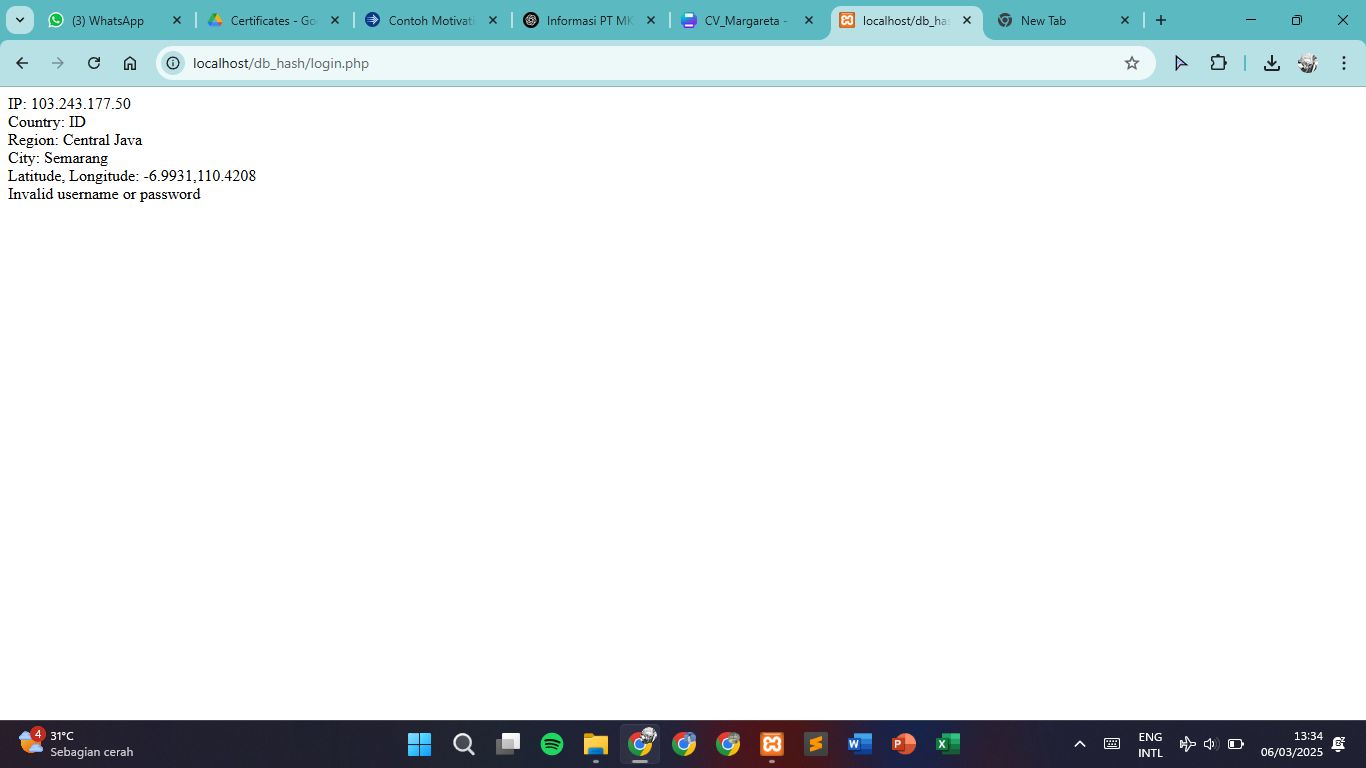 (3) WhatsApp
Certificates - Go
Contoh Motivati
Informasi PT MK
CV_Margareta -
localhost/db_ha
New Tab
localhost/db_hash/login.php
IP: 103.243.177.50
Country: ID
Region: Central Java
City: Semarang
Latitude, Longitude: -6.9931,110.4208
Invalid username or password
4
31°C
Sebagian cerah
ENG
INTL
13:34
06/03/2025